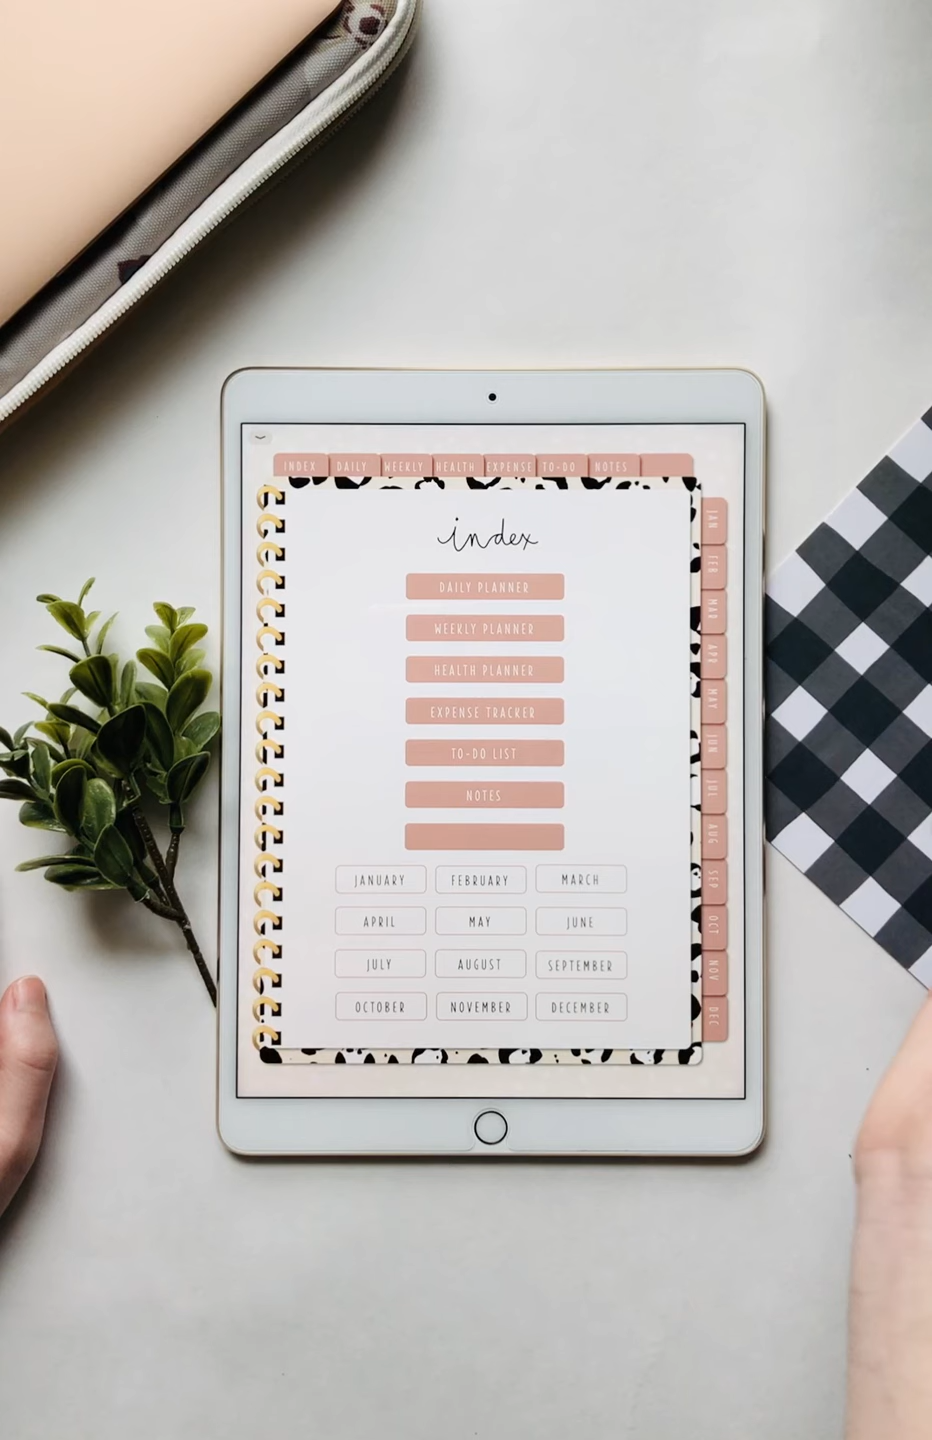 INDEX DAILY WEEKLY HEALTH EXPENSE TO-DO NOTES
index
DAILY PLANNER
WEEKLY PLANNER
HEALTH PLANNER
EXPENSE TRACKER
TO-DO LIST
NOTES
JANUARY FEBRUARY MARCH
APRIL MAY JUNE
JULY AUGUST SEPTEMBER
OCTOBER NOVEMBER DECEMBER
JAN
FEB
MAR
APR
MAY
JUN
JUL
AUG
SEP
OCT
NOV
DEC